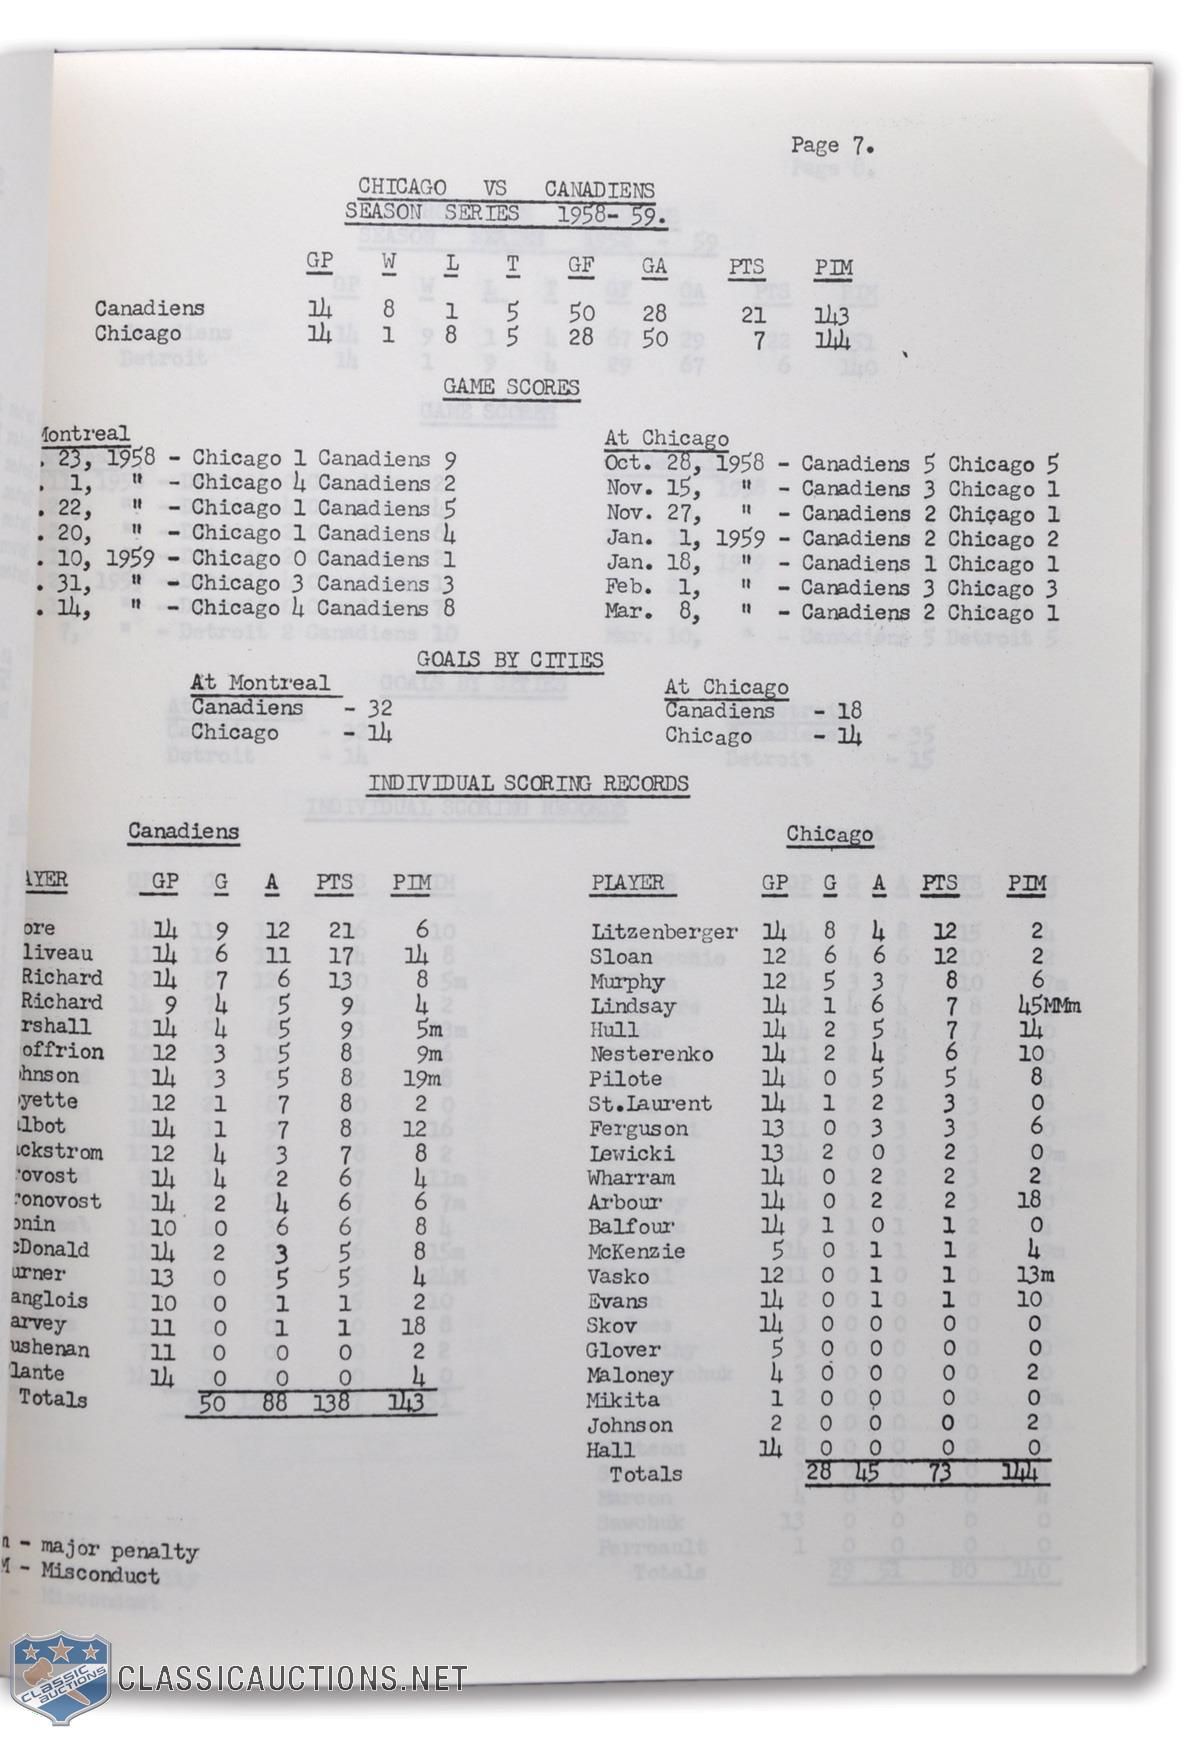 Page 7.
CHICAGO VS CANADIENS
SEASON SERIES 1958- 59.
GP W L T GF GA PTS PIM
Canadiens 14 8 1 5 50 28 21 143
Chicago 14 1 8 5 28 50 7 144
GAME SCORES
Montreal
. 23, 1958 - Chicago 1 Canadiens 9
. 1, " - Chicago 4 Canadiens 2
. 22, " - Chicago 1 Canadiens 5
. 20, " - Chicago 1 Canadiens 4
. 10, 1959 - Chicago 0 Canadiens 1
. 31, " - Chicago 3 Canadiens 3
. 14, " - Chicago 4 Canadiens 8
At Chicago
Oct. 28, 1958 - Canadiens 5 Chicago 5
Nov. 15, " - Canadiens 3 Chicago 1
Nov. 27, " - Canadiens 2 Chicago 1
Jan. 1, 1959 - Canadiens 2 Chicago 2
Jan. 18, " - Canadiens 1 Chicago 1
Feb. 1, " - Canadiens 3 Chicago 3
Mar. 8, " - Canadiens 2 Chicago 1
GOALS BY CITIES
At Montreal
Canadiens - 32
Chicago - 14
At Chicago
Canadiens - 18
Chicago - 14
INDIVIDUAL SCORING RECORDS
Canadiens
AYER GP G A PTS PIM
ore 14 9 12 21 6
liveau 14 6 11 17 14
Richard 14 7 6 13 8
Richard 9 4 5 9 4
rshall 14 4 5 9 5m
offrion 12 3 5 8 9m
hnson 14 3 5 8 19m
yette 12 1 7 8 2
lbot 14 1 7 8 12
ckstrom 12 4 3 7 8
rovost 14 4 2 6 4
ronovost 14 2 4 6 6
onin 10 0 6 6 8
cDonald 14 2 3 5 8
urner 13 0 5 5 4
anglois 10 0 1 1 2
arvey 11 0 1 1 18
ushenan 11 0 0 0 2
lante 14 0 0 0 4
Totals 50 88 138 143
Chicago
PLAYER GP G A PTS PIM
Litzenberger 14 8 4 12 2
Sloan 12 6 6 12 2
Murphy 12 5 3 8 6
Lindsay 14 1 6 7 45MMm
Hull 14 2 5 7 14
Nesterenko 14 2 4 6 10
Pilote 14 0 5 5 8
St.Laurent 14 1 2 3 0
Ferguson 13 0 3 3 6
Lewicki 13 2 0 2 0
Wharram 14 0 2 2 2
Arbour 14 0 2 2 18
Balfour 14 1 0 1 0
McKenzie 5 0 1 1 4
Vasko 12 0 1 1 13m
Evans 14 0 1 1 10
Skov 14 0 0 0 0
Glover 5 0 0 0 0
Maloney 4 0 0 0 2
Mikita 1 0 0 0 0
Johnson 2 0 0 0 2
Hall 14 0 0 0 0
Totals 28 45 73 144
m - major penalty
M - Misconduct
CLASSIC AUCTIONS
CLASSICAUCTIONS.NET